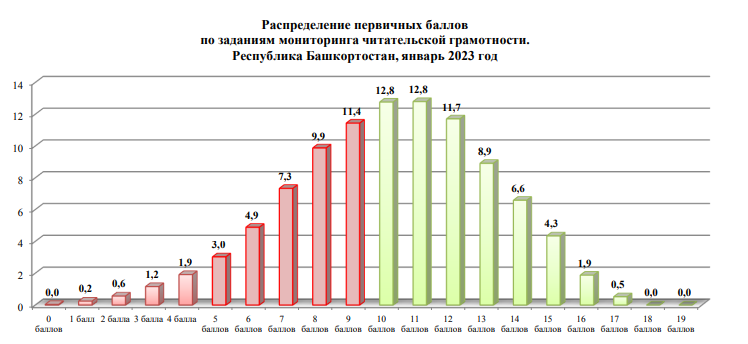 Распределение первичных баллов
по заданиям мониторинга читательской грамотности.
Республика Башкортостан, январь 2023 год
14
12
10
8
6
4
2
0
0,0
0,2
0,6
1,2
1,9
3,0
4,9
7,3
9,9
11,4
12,8
12,8
11,7
8,9
6,6
4,3
1,9
0,5
0,0
0,0
0 баллов
1 балл
2 балла
3 балла
4 балла
5 баллов
6 баллов
7 баллов
8 баллов
9 баллов
10 баллов
11 баллов
12 баллов
13 баллов
14 баллов
15 баллов
16 баллов
17 баллов
18 баллов
19 баллов